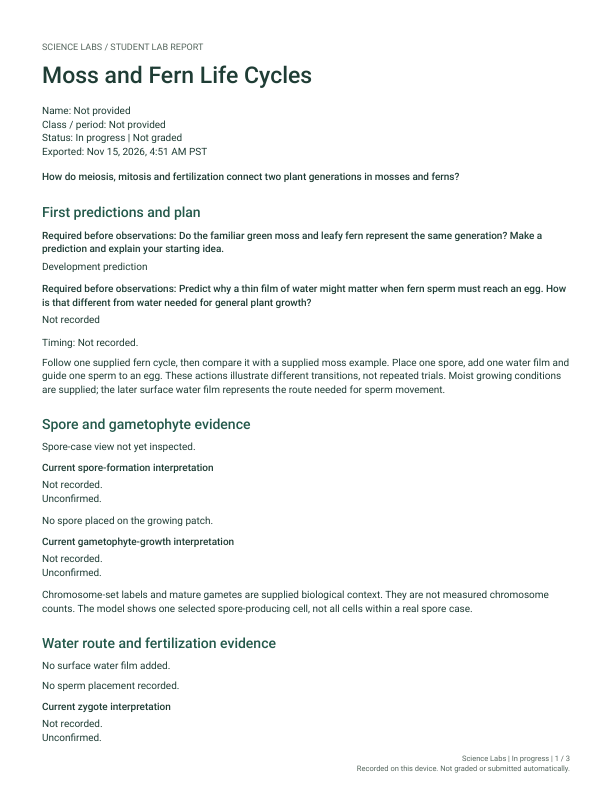 SCIENCE LABS / STUDENT LAB REPORT
Moss and Fern Life Cycles
Name: Not provided
Class / period: Not provided
Status: In progress | Not graded
Exported: Nov 15, 2026, 4:51 AM PST
How do meiosis, mitosis and fertilization connect two plant generations in mosses and ferns?
First predictions and plan
Required before observations: Do the familiar green moss and leafy fern represent the same generation? Make a
prediction and explain your starting idea.
Development prediction
Required before observations: Predict why a thin film of water might matter when fern sperm must reach an egg. How
is that different from water needed for general plant growth?
Not recorded
Timing: Not recorded.
Follow one supplied fern cycle, then compare it with a supplied moss example. Place one spore, add one water film and
guide one sperm to an egg. These actions illustrate different transitions, not repeated trials. Moist growing conditions
are supplied; the later surface water film represents the route needed for sperm movement.
Spore and gametophyte evidence
Spore-case view not yet inspected.
Current spore-formation interpretation
Not recorded.
Unconfirmed.
No spore placed on the growing patch.
Current gametophyte-growth interpretation
Not recorded.
Unconfirmed.
Chromosome-set labels and mature gametes are supplied biological context. They are not measured chromosome
counts. The model shows one selected spore-producing cell, not all cells within a real spore case.
Water route and fertilization evidence
No surface water film added.
No sperm placement recorded.
Current zygote interpretation
Not recorded.
Unconfirmed.
Science Labs | In progress | 1 / 3
Recorded on this device. Not graded or submitted automatically.